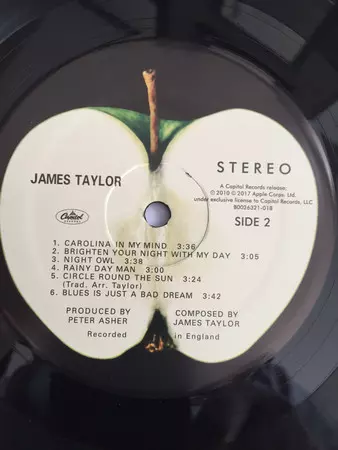 JAMES TAYLOR
STEREO
A Capitol Records release;
℗ 2010 © 2017 Apple Corps. Ltd.
under exclusive license to Capitol Records, LLC
B0026321-01B
SIDE 2
Capitol
1. CAROLINA IN MY MIND 3:36
2. BRIGHTEN YOUR NIGHT WITH MY DAY 3:05
3. NIGHT OWL 3:38
4. RAINY DAY MAN 3:00
5. CIRCLE ROUND THE SUN 3:24
(Trad. Arr. Taylor)
6. BLUES IS JUST A BAD DREAM 3:42
PRODUCED BY
PETER ASHER
COMPOSED BY
JAMES TAYLOR
Recorded in England